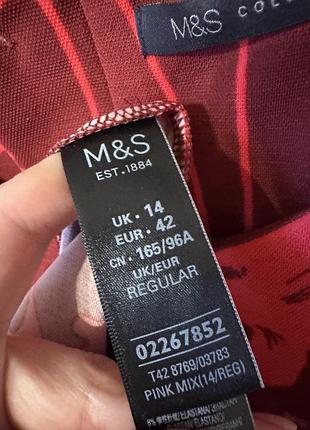 M&S COL
M&S
EST. 1884
UK • 14
EUR • 42
CN • 165/96A
UK/EUR
REGULAR
02267852
T42 8769/03783
PINK MIX(14/REG)
ELASTANE/